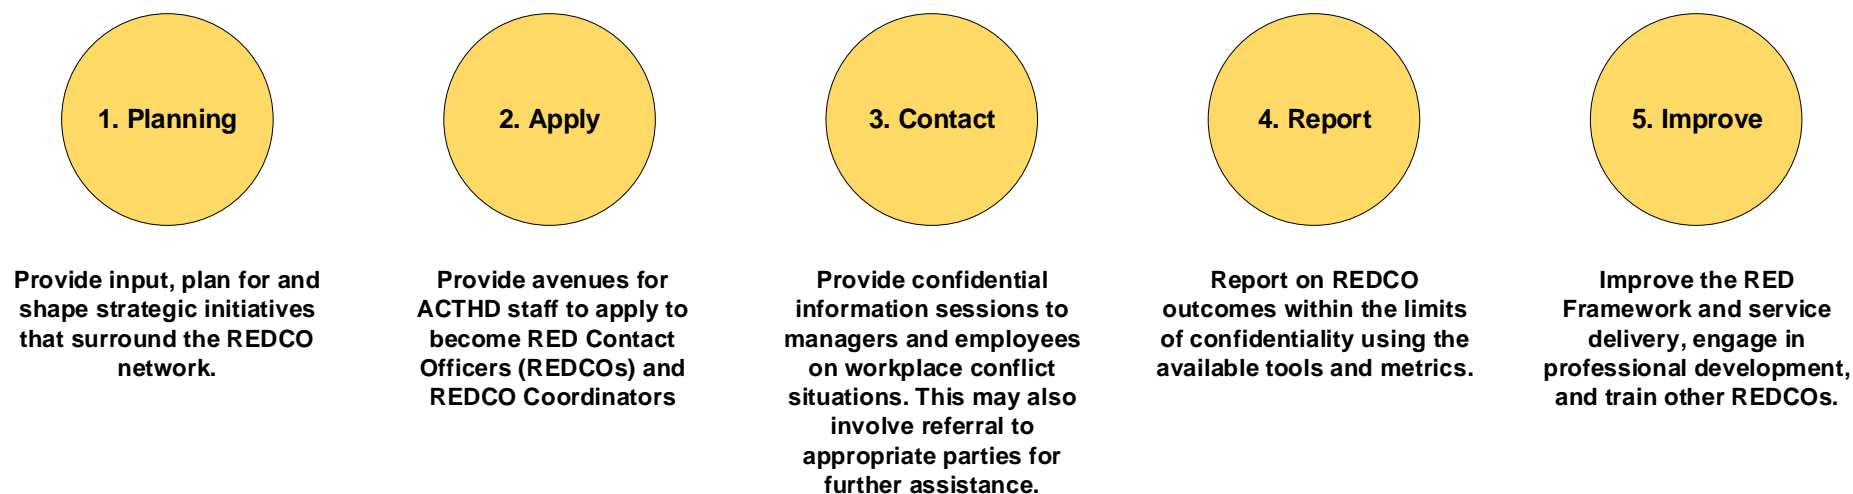 1. Planning
Provide input, plan for and
shape strategic initiatives
that surround the REDCO
network.
2. Apply
Provide avenues for
ACTHD staff to apply to
become RED Contact
Officers (REDCOs) and
REDCO Coordinators
3. Contact
Provide confidential
information sessions to
managers and employees
on workplace conflict
situations. This may also
involve referral to
appropriate parties for
further assistance.
4. Report
Report on REDCO
outcomes within the limits
of confidentiality using the
available tools and metrics.
5. Improve
Improve the RED
Framework and service
delivery, engage in
professional development,
and train other REDCOs.